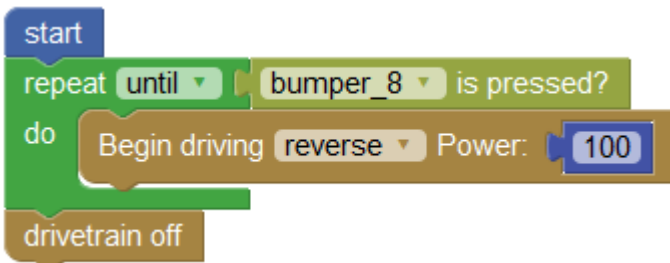 start
repeat until bumper_8 is pressed?
do Begin driving reverse Power: 100
drivetrain off